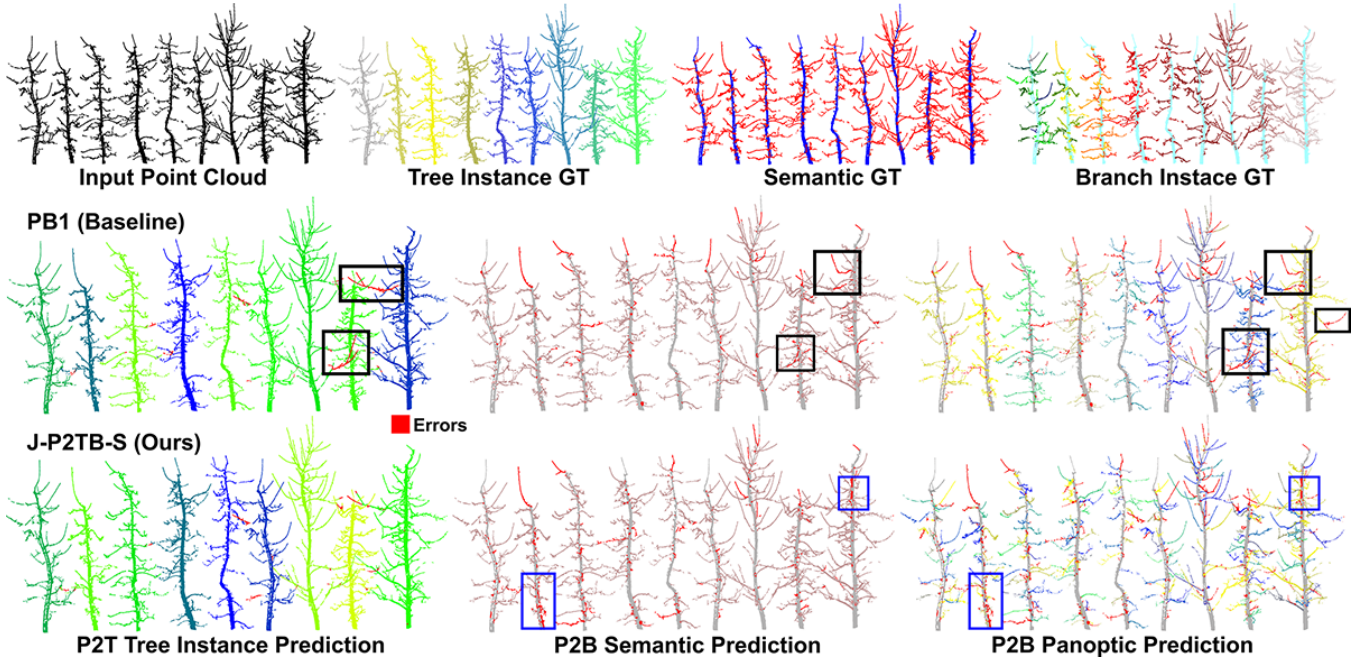 Input Point Cloud
Tree Instance GT
Semantic GT
Branch Instace GT
PB1 (Baseline)
Errors
J-P2TB-S (Ours)
P2T Tree Instance Prediction
P2B Semantic Prediction
P2B Panoptic Prediction